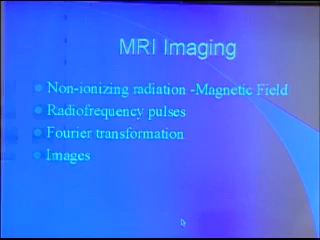 MRI Imaging
Non-ionizing radiation -Magnetic Field
Radiofrequency pulses
Fourier transformation
Images